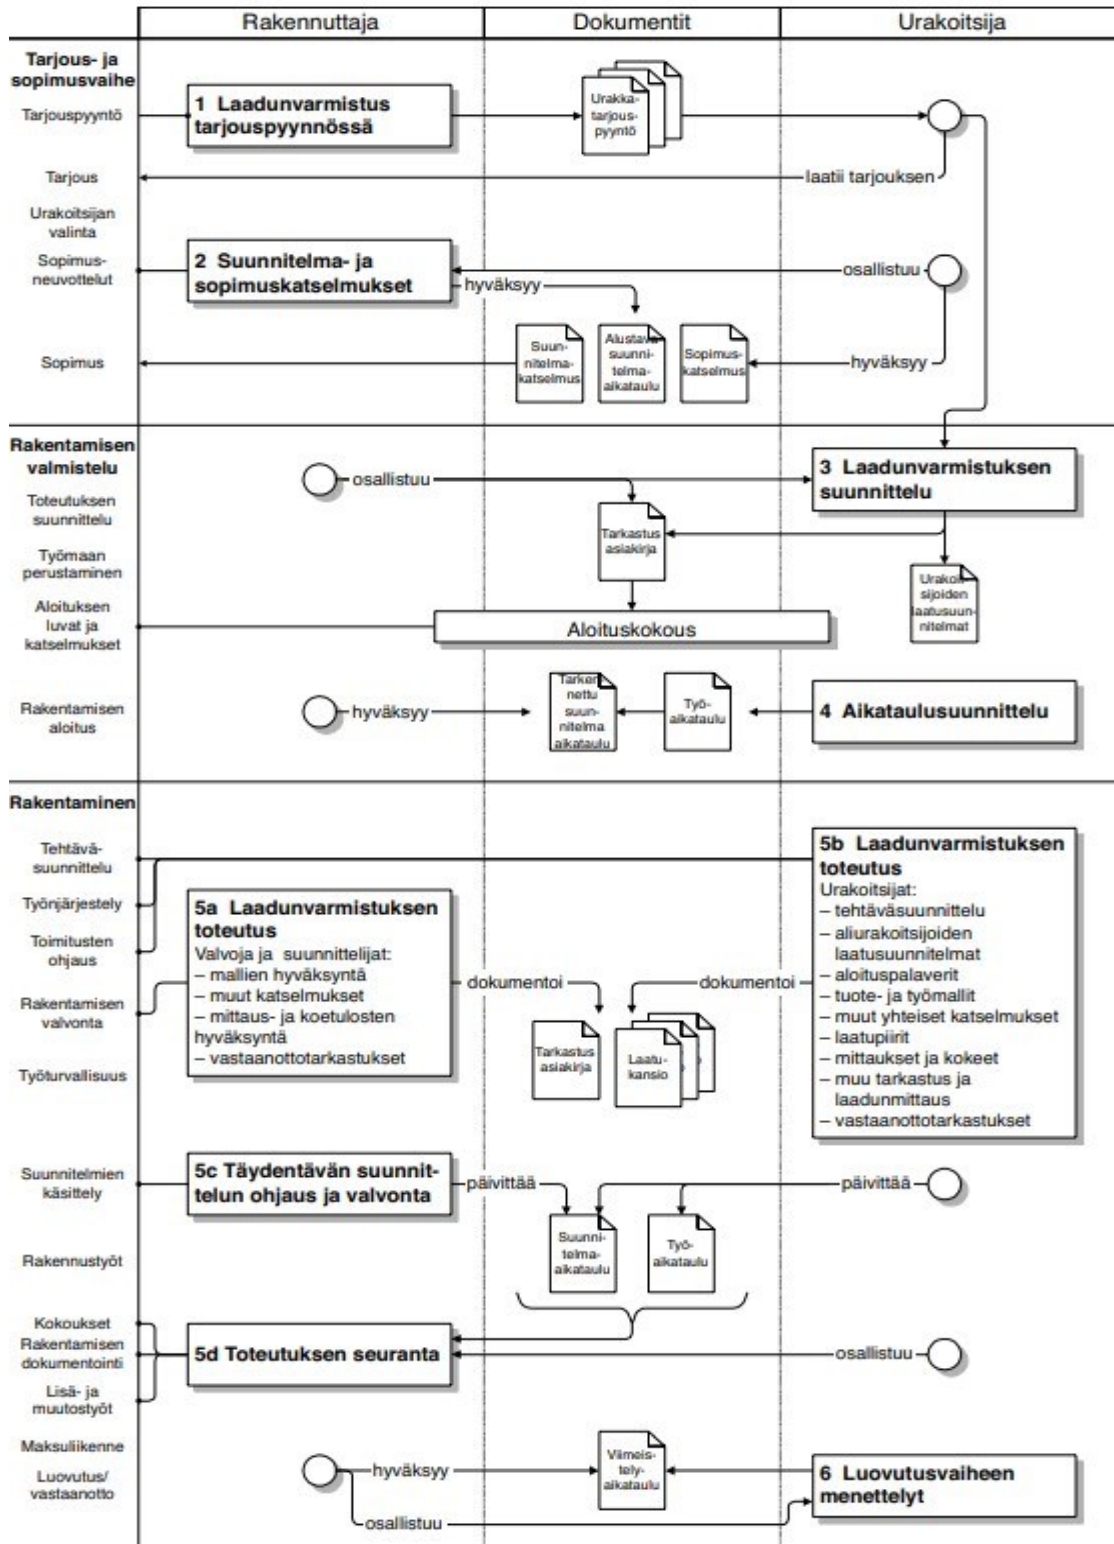 Rakennuttaja
Dokumentit
Urakoitsija
Tarjous- ja
sopimusvaihe
Tarjouspyyntö
1 Laadunvarmistus
tarjouspyynnössä
Urakka-
tarjous-
pyyntö
Tarjous
laatii tarjouksen
Urakoitsijan
valinta
Sopimus-
neuvottelut
2 Suunnitelma- ja
sopimuskatselmukset
osallistuu
hyväksyy
Sopimus
Suun-
nitelma-
katselmus
Alustava
suunni-
telma-
aikataulu
Sopimus-
katselmus
hyväksyy
Rakentamisen
valmistelu
Toteutuksen
suunnittelu
osallistuu
3 Laadunvarmistuksen
suunnittelu
Tarkastus
asiakirja
Työmaan
perustaminen
Urakoi-
sijoiden
laatusuun-
nitelmat
Aloituksen
luvat ja
katselmukset
Aloituskokous
Rakentamisen
aloitus
hyväksyy
Tarken
nettu
suun-
nitelma
aikataulu
Työ-
aikataulu
4 Aikataulusuunnittelu
Rakentaminen
Tehtävä-
suunnittelu
Työnjärjestely
Toimitusten
ohjaus
Rakentamisen
valvonta
Työturvallisuus
5a Laadunvarmistuksen
toteutus
Valvoja ja suunnittelijat:
– mallien hyväksyntä
– muut katselmukset
– mittaus- ja koetulosten
hyväksyntä
– vastaanottotarkastukset
dokumentoi
dokumentoi
Tarkastus
asiakirja
Laatu-
kansio
5b Laadunvarmistuksen
toteutus
Urakoitsijat:
– tehtäväsuunnittelu
– aliurakoitsijoiden
laatusuunnitelmat
– aloituspalaverit
– tuote- ja työmallit
– muut yhteiset katselmukset
– laatupiirit
– mittaukset ja kokeet
– muu tarkastus ja
laadunmittaus
– vastaanottotarkastukset
Suunnitelmien
käsittely
5c Täydentävän suunnit-
telun ohjaus ja valvonta
päivittää
päivittää
Suunni-
telma-
aikataulu
Työ-
aikataulu
Rakennustyöt
Kokoukset
Rakentamisen
dokumentointi
Lisä- ja
muutostyöt
5d Toteutuksen seuranta
osallistuu
Maksuliikenne
Luovutus/
vastaanotto
hyväksyy
Viimeis-
tely-
aikataulu
6 Luovutusvaiheen
menettelyt
osallistuu